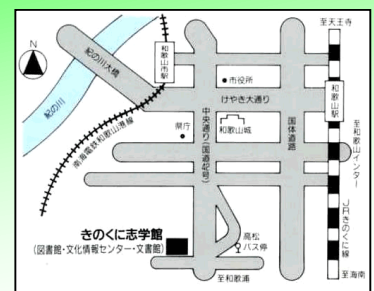 至天王寺
N
紀の川大橋
和歌山市駅
市役所
けやき大通り
和歌山駅
紀の川
南海電鉄和歌山港線
県庁
和歌山城
中央通り(国道42号)
国体道路
至和歌山インター
JRきのくに線
きのくに志学館
(図書館・文化情報センター・文書館)
高松
バス停
至和歌浦
至海南